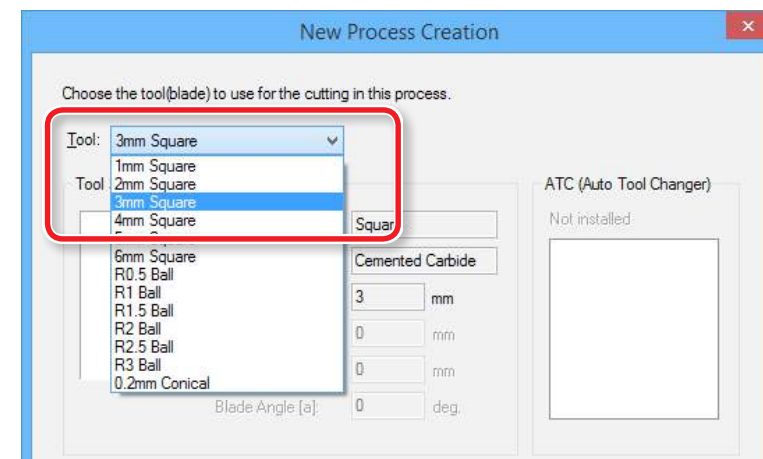 New Process Creation
Choose the tool(blade) to use for the cutting in this process.
Tool: 3mm Square
1mm Square
Tool 2mm Square ATC (Auto Tool Changer)
3mm Square
4mm Square Squar Not installed
6mm Square Cemented Carbide
R0.5 Ball
R1 Ball 3 mm
R1.5 Ball
R2 Ball 0 mm
R2.5 Ball
R3 Ball 0 mm
0.2mm Conical
Blade Angle [a]: 0 deg.